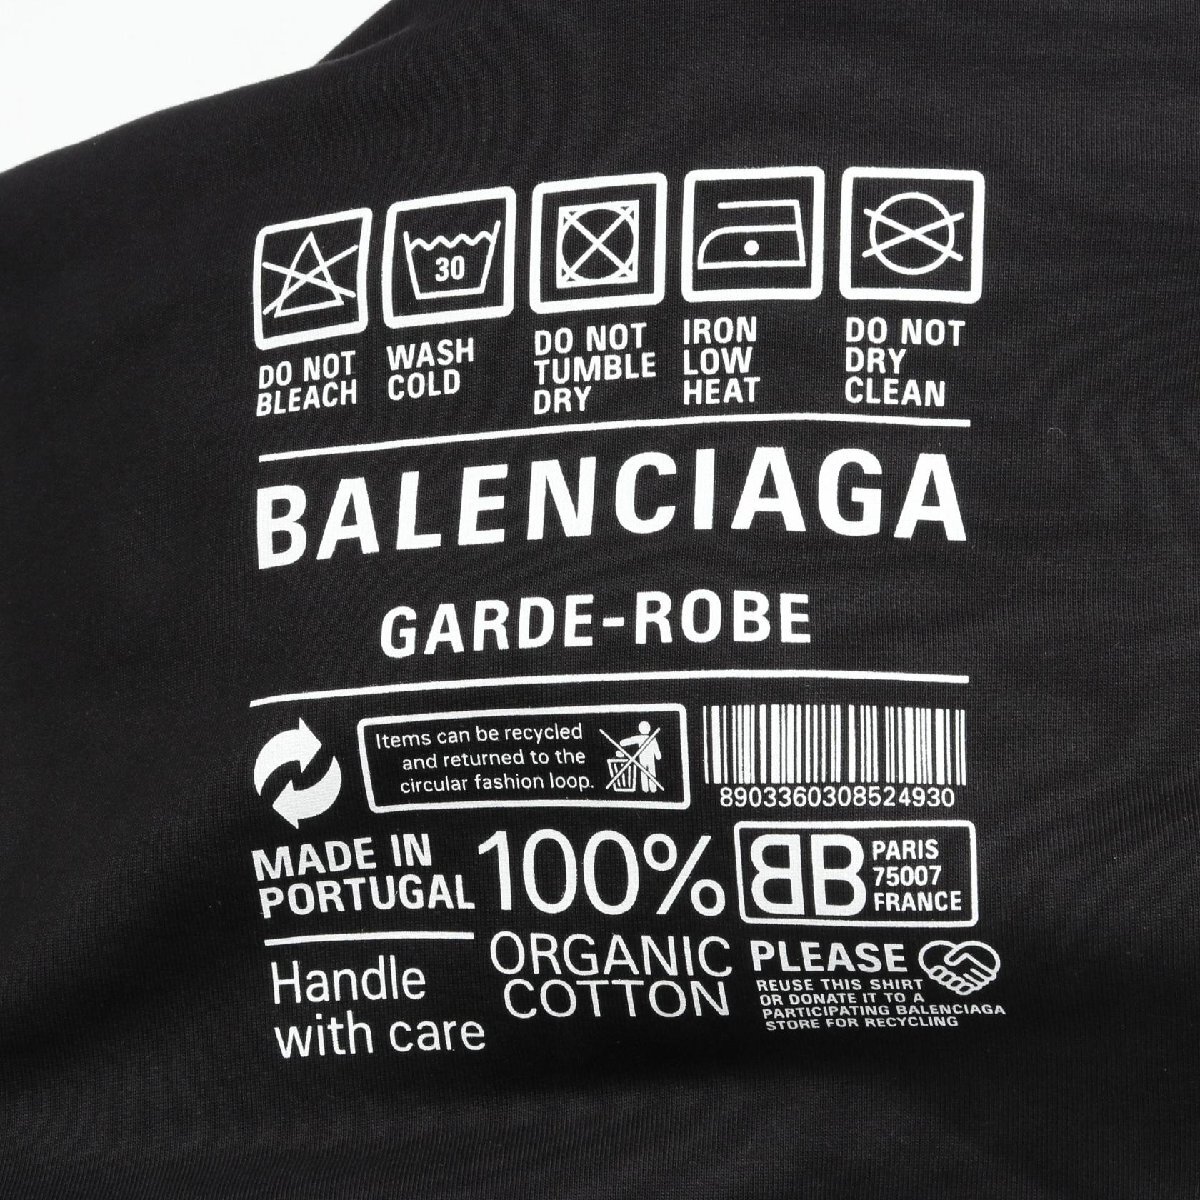 30
DO NOT
BLEACH
WASH
COLD
DO NOT
TUMBLE
DRY
IRON
LOW
HEAT
DO NOT
DRY
CLEAN
BALENCIAGA
GARDE-ROBE
Items can be recycled
and returned to the
circular fashion loop.
8903360308524930
MADE IN
PORTUGAL
100%
ORGANIC
COTTON
BB
PARIS
75007
FRANCE
Handle
with care
PLEASE
REUSE THIS SHIRT
OR DONATE IT TO A
PARTICIPATING BALENCIAGA
STORE FOR RECYCLING